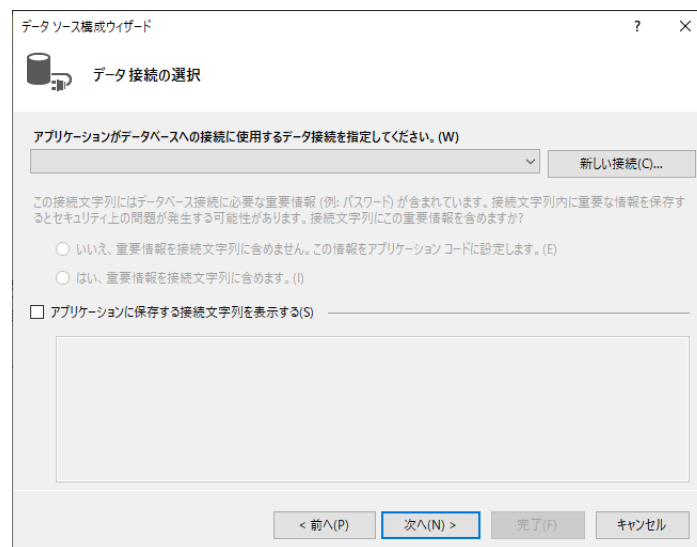 データ ソース構成ウィザード
? ×
データ接続の選択
アプリケーションがデータベースへの接続に使用するデータ接続を指定してください。(W)
新しい接続(C)...
この接続文字列にはデータベース接続に必要な重要情報 (例: パスワード) が含まれています。接続文字列内に重要な情報を保存す
るとセキュリティ上の問題が発生する可能性があります。接続文字列にこの重要情報を含めますか?
いいえ、重要情報を接続文字列に含めません。この情報をアプリケーション コードに設定します。(E)
はい、重要情報を接続文字列に含めます。(I)
アプリケーションに保存する接続文字列を表示する(S)
< 前へ(P)
次へ(N) >
完了(F)
キャンセル